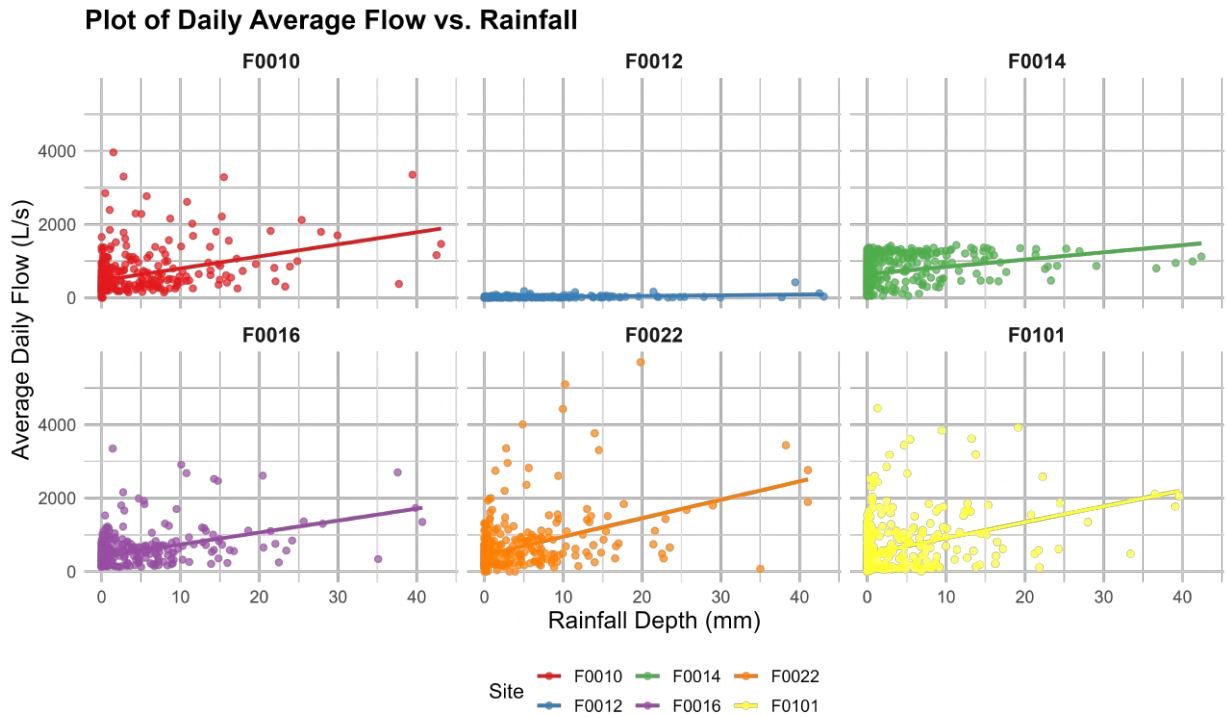 Plot of Daily Average Flow vs. Rainfall
F0010 F0012 F0014
4000
2000
0
Average Daily Flow (L/s)
F0016 F0022 F0101
4000
2000
0
0 10 20 30 40 0 10 20 30 40 0 10 20 30 40
Rainfall Depth (mm)
Site
F0010 F0014 F0022
F0012 F0016 F0101